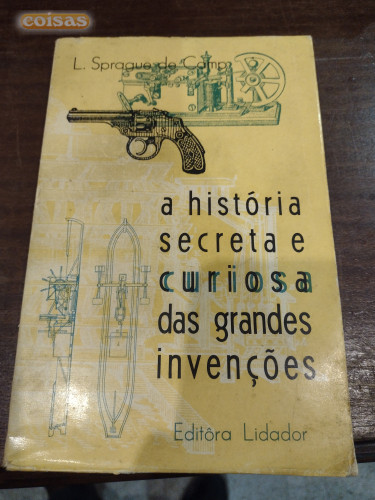 coisas
L. Sprague de Camp
a história
secreta e
curiosa
das grandes
invenções
Editôra Lidador